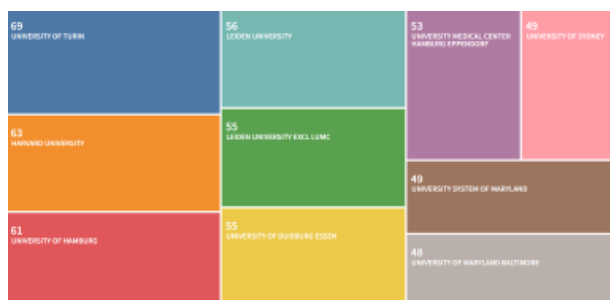 69
UNIVERSITY OF TURIN
63
HARVARD UNIVERSITY
61
UNIVERSITY OF HAMBURG
56
LEIDEN UNIVERSITY
55
LEIDEN UNIVERSITY EXCL LUMC
55
UNIVERSITY OF DUISBURG ESSEN
53
UNIVERSITY MEDICAL CENTER
HAMBURG EPPENDORF
49
UNIVERSITY OF SYDNEY
49
UNIVERSITY SYSTEM OF MARYLAND
48
UNIVERSITY OF MARYLAND BALTIMORE